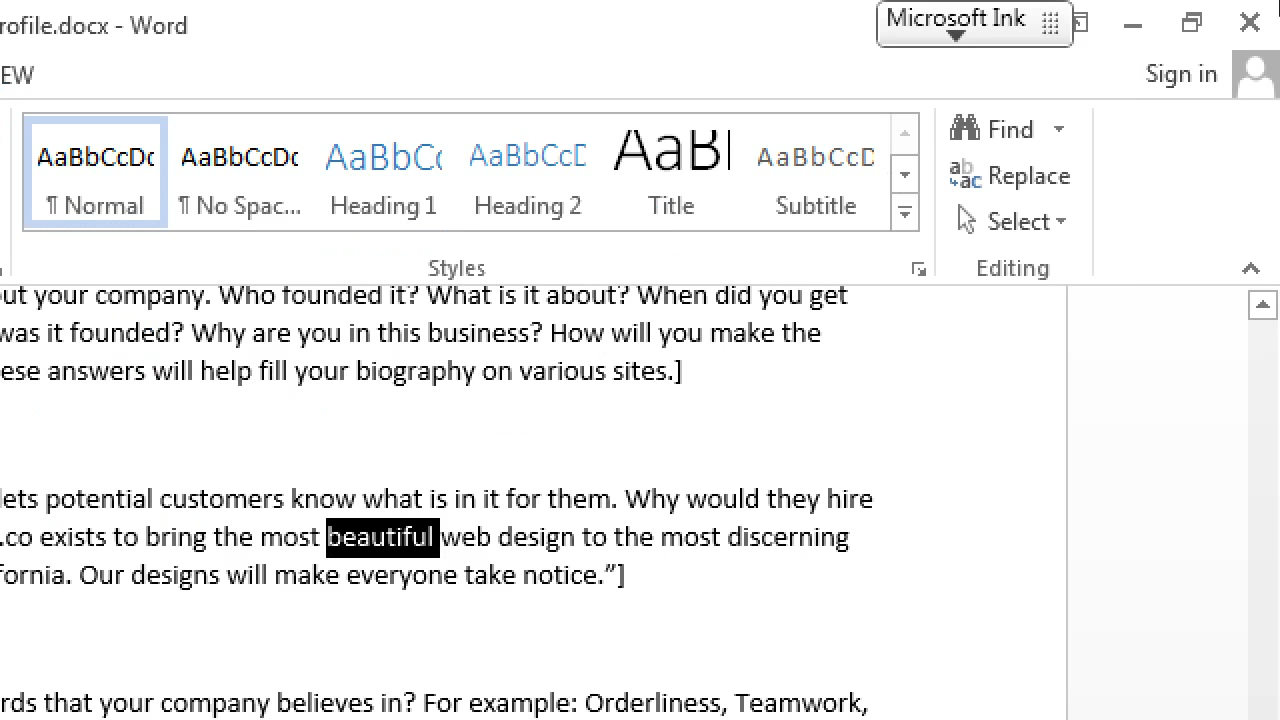 rofile.docx - Word
Microsoft Ink
EW
Sign in
AaBbCcDc AaBbCcDc AaBbCc AaBbCcD AaB AaBbCcD
¶ Normal ¶ No Spac... Heading 1 Heading 2 Title Subtitle
Find
ab ac Replace
Select
Styles
Editing
out your company. Who founded it? What is it about? When did you get
was it founded? Why are you in this business? How will you make the
ese answers will help fill your biography on various sites.]
lets potential customers know what is in it for them. Why would they hire
.co exists to bring the most beautiful web design to the most discerning
fornia. Our designs will make everyone take notice.”]
rds that your company believes in? For example: Orderliness, Teamwork,